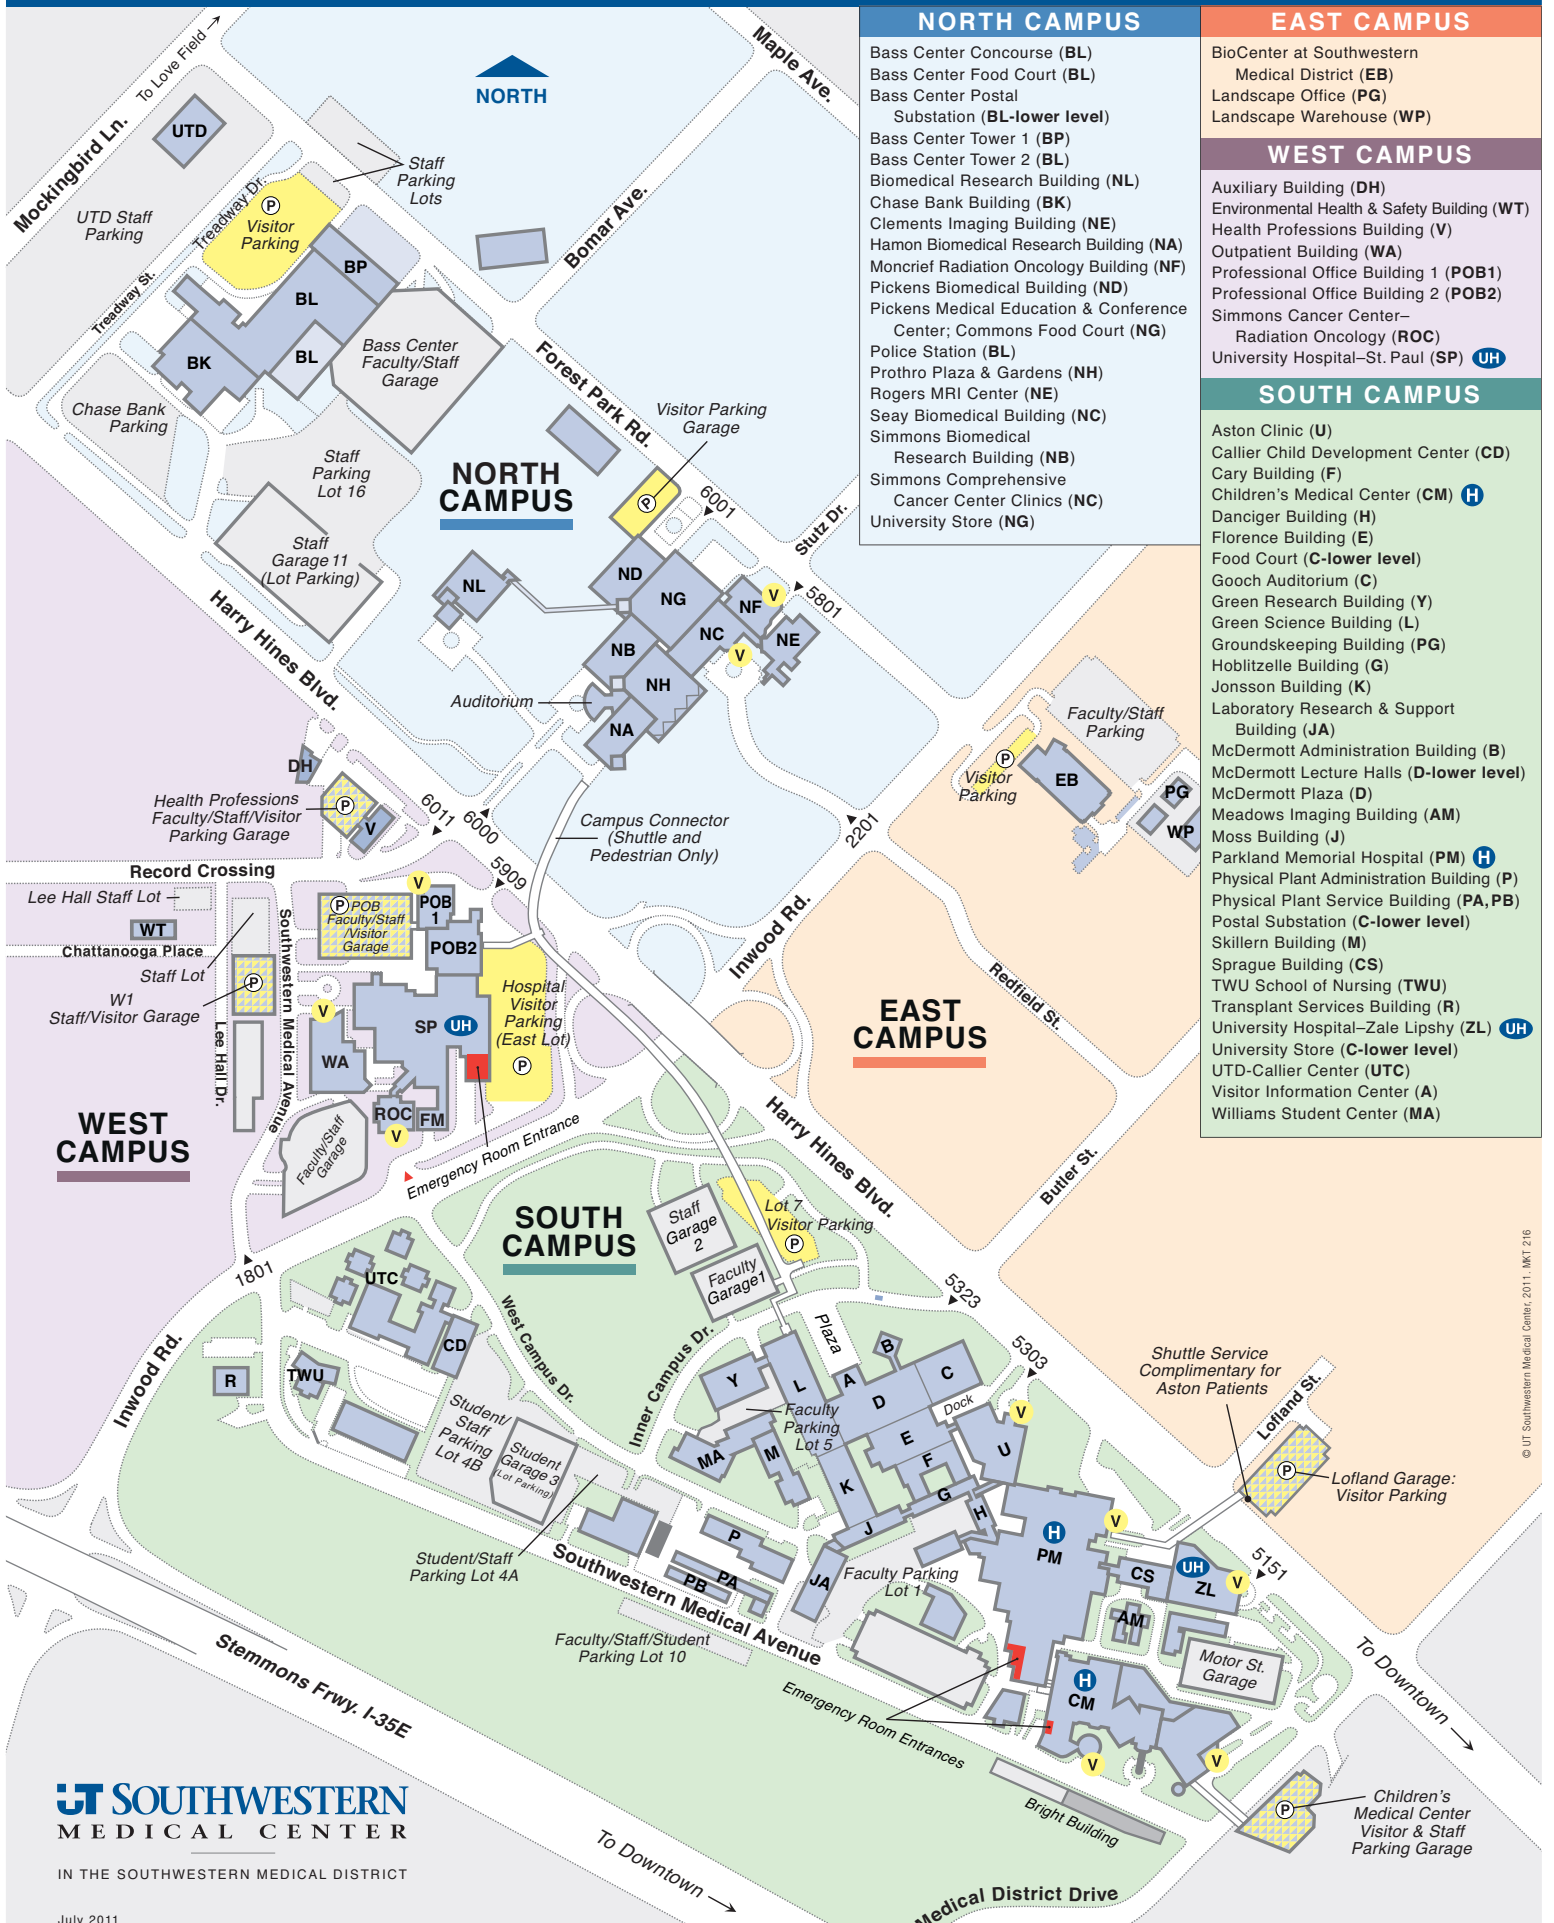 NORTH CAMPUS
Bass Center Concourse (BL)
Bass Center Food Court (BL)
Bass Center Postal
Substation (BL-lower level)
Bass Center Tower 1 (BP)
Bass Center Tower 2 (BL)
Biomedical Research Building (NL)
Chase Bank Building (BK)
Clements Imaging Building (NE)
Hamon Biomedical Research Building (NA)
Moncrief Radiation Oncology Building (NF)
Pickens Biomedical Building (ND)
Pickens Medical Education & Conference
Center; Commons Food Court (NG)
Police Station (BL)
Prothro Plaza & Gardens (NH)
Rogers MRI Center (NE)
Seay Biomedical Building (NC)
Simmons Biomedical
Research Building (NB)
Simmons Comprehensive
Cancer Center Clinics (NC)
University Store (NG)
EAST CAMPUS
BioCenter at Southwestern
Medical District (EB)
Landscape Office (PG)
Landscape Warehouse (WP)
WEST CAMPUS
Auxiliary Building (DH)
Environmental Health & Safety Building (WT)
Health Professions Building (V)
Outpatient Building (WA)
Professional Office Building 1 (POB1)
Professional Office Building 2 (POB2)
Simmons Cancer Center–
Radiation Oncology (ROC)
University Hospital–St. Paul (SP) UH
SOUTH CAMPUS
Aston Clinic (U)
Callier Child Development Center (CD)
Cary Building (F)
Children's Medical Center (CM) H
Danciger Building (H)
Florence Building (E)
Food Court (C-lower level)
Gooch Auditorium (C)
Green Research Building (Y)
Green Science Building (L)
Groundskeeping Building (PG)
Hoblitzelle Building (G)
Jonsson Building (K)
Laboratory Research & Support
Building (JA)
McDermott Administration Building (B)
McDermott Lecture Halls (D-lower level)
McDermott Plaza (D)
Meadows Imaging Building (AM)
Moss Building (J)
Parkland Memorial Hospital (PM) H
Physical Plant Administration Building (P)
Physical Plant Service Building (PA, PB)
Postal Substation (C-lower level)
Skillern Building (M)
Sprague Building (CS)
TWU School of Nursing (TWU)
Transplant Services Building (R)
University Hospital–Zale Lipshy (ZL) UH
University Store (C-lower level)
UTD-Callier Center (UTC)
Visitor Information Center (A)
Williams Student Center (MA)
NORTH
To Love Field →
Mockingbird Ln.
Maple Ave.
UTD
UTD Staff
Parking
Treadway Dr.
Treadway St.
Staff
Parking
Lots
P
Visitor
Parking
Bomar Ave.
BP
BL
BL
BK
Bass Center
Faculty/Staff
Garage
Chase Bank
Parking
Forest Park Rd.
Staff
Parking
Lot 16
Staff
Garage 11
(Lot Parking)
NORTH
CAMPUS
Visitor Parking
Garage
P
6001
Stutz Dr.
5801
NL
ND
NG
NF
V
NC
V
NE
NB
NH
NA
Auditorium
Harry Hines Blvd.
DH
Health Professions
Faculty/Staff/Visitor
Parking Garage
P
V
6011
6000
5909
Campus Connector
(Shuttle and
Pedestrian Only)
2201
Inwood Rd.
Faculty/Staff
Parking
P
Visitor
Parking
EB
PG
WP
Redfield St.
EAST
CAMPUS
Butler St.
Record Crossing
Lee Hall Staff Lot
WT
Chattanooga Place
Staff Lot
W1
Staff/Visitor Garage
P
Southwestern Medical Avenue
Lee Hall Dr.
P POB
Faculty/Staff
/Visitor
Garage
V
POB
1
POB2
Hospital
Visitor
Parking
(East Lot)
P
SP UH
V
WA
ROC
FM
V
Faculty/Staff
Garage
Emergency Room Entrance
WEST
CAMPUS
1801
Inwood Rd.
SOUTH
CAMPUS
Harry Hines Blvd.
Staff
Garage
2
Faculty
Garage1
Lot 7
Visitor Parking
P
5323
5303
Plaza
UTC
CD
West Campus Dr.
Inner Campus Dr.
R
TWU
Student/
Staff
Parking
Lot 4B
Student
Garage 3
(Lot Parking)
Student/Staff
Parking Lot 4A
Y
L
A
B
C
D
Dock
E
F
G
H
U
V
Faculty
Parking
Lot 5
MA
M
K
J
JA
P
PA
PB
Southwestern Medical Avenue
Faculty/Staff/Student
Parking Lot 10
Faculty Parking
Lot 1
H
PM
V
CS
UH
ZL
V
AM
Motor St.
Garage
5151
Shuttle Service
Complimentary for
Aston Patients
Lofland St.
P
Lofland Garage:
Visitor Parking
H
CM
V
V
Emergency Room Entrances
Bright Building
P
Children's
Medical Center
Visitor & Staff
Parking Garage
To Downtown →
Stemmons Frwy. I-35E
To Downtown →
Medical District Drive
UT SOUTHWESTERN
MEDICAL CENTER
IN THE SOUTHWESTERN MEDICAL DISTRICT
July 2011
© UT Southwestern Medical Center, 2011. MKT 216